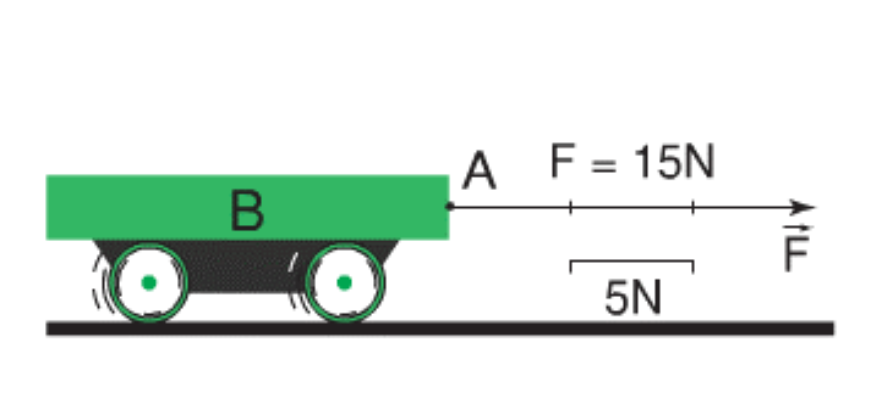 A
F = 15N
B
F⃗
5N